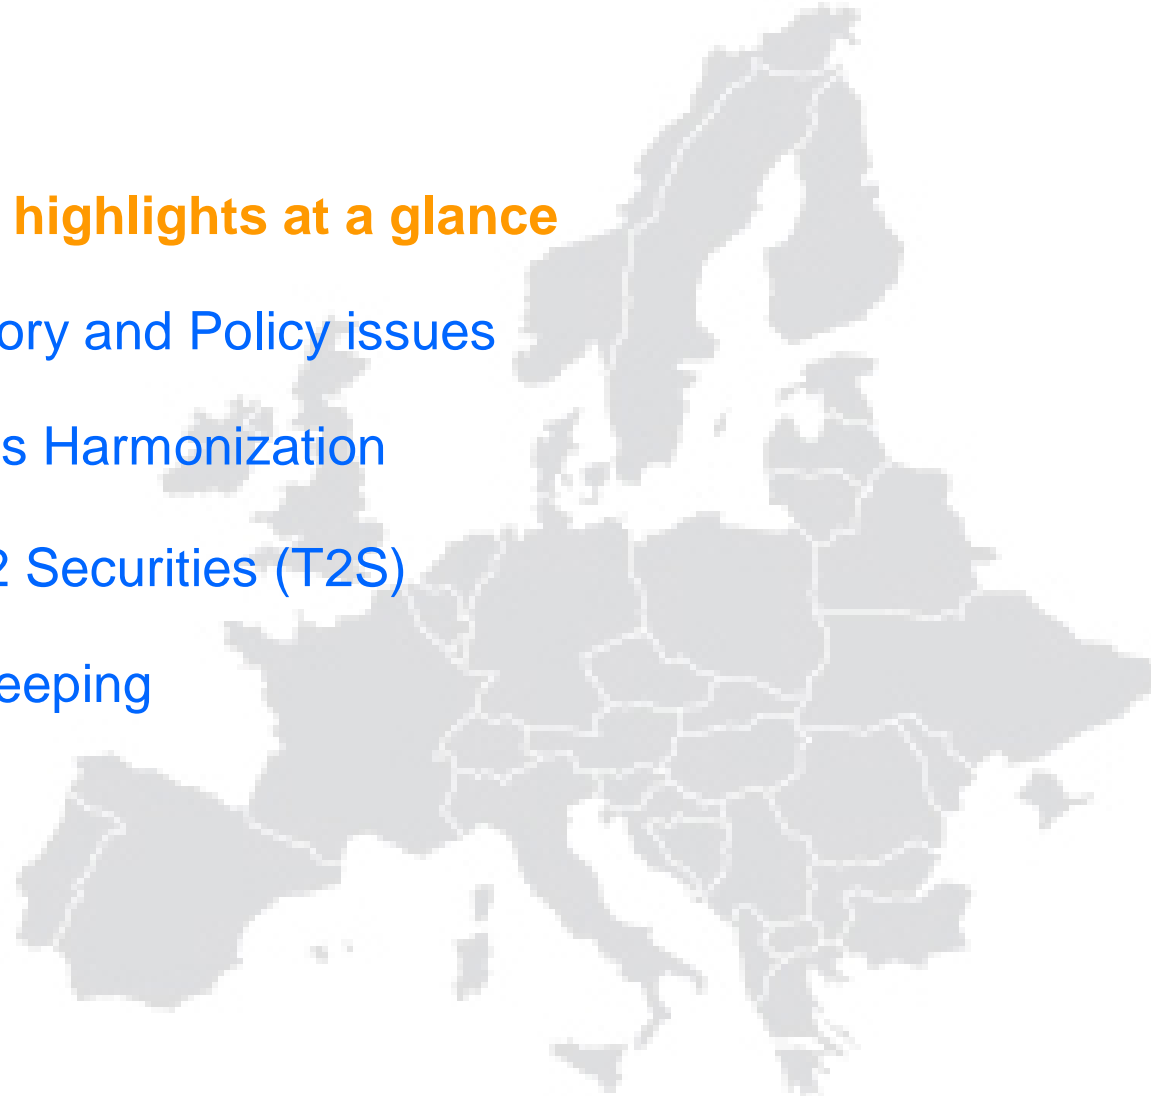 highlights at a glance
ory and Policy issues
s Harmonization
2 Securities (T2S)
eeping